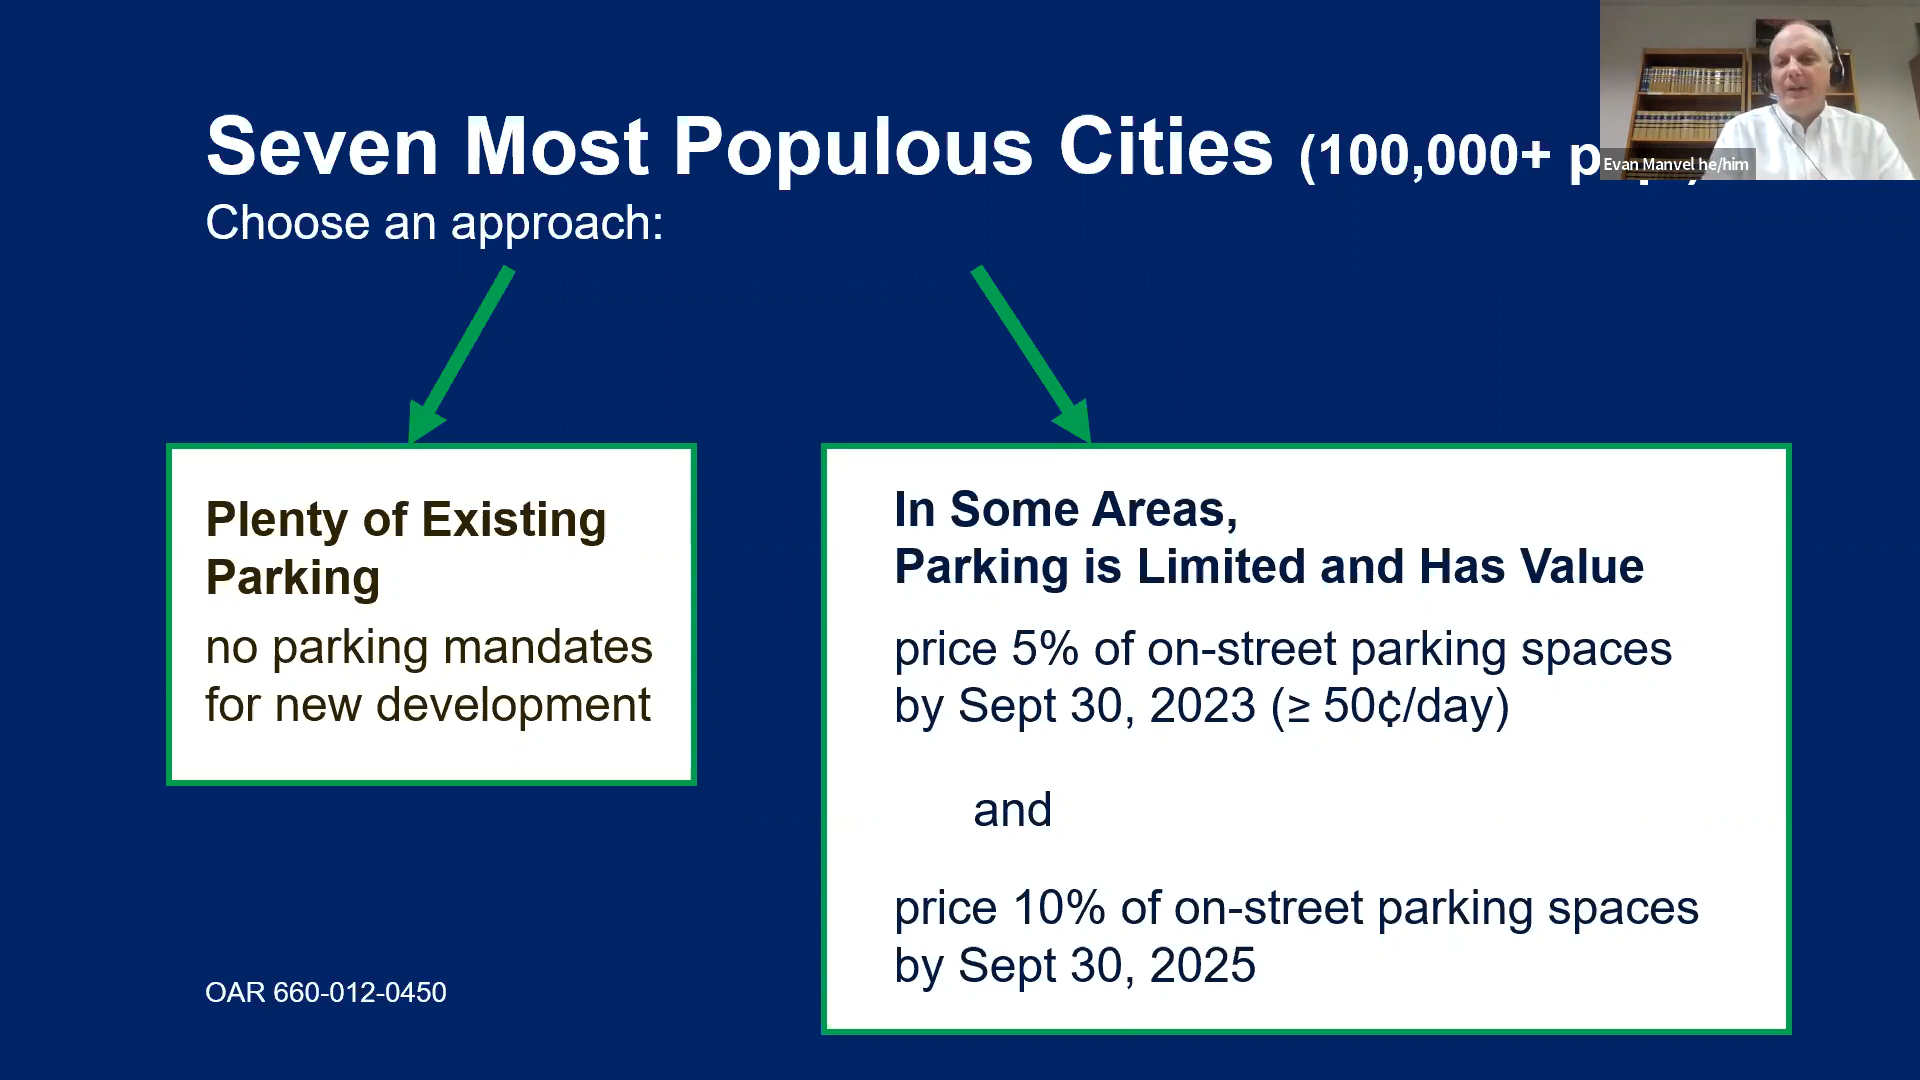 Seven Most Populous Cities (100,000+
Choose an approach:
Evan Manvel he/him
Plenty of Existing
Parking
no parking mandates
for new development
In Some Areas,
Parking is Limited and Has Value
price 5% of on-street parking spaces
by Sept 30, 2023 (≥ 50¢/day)
and
price 10% of on-street parking spaces
by Sept 30, 2025
OAR 660-012-0450